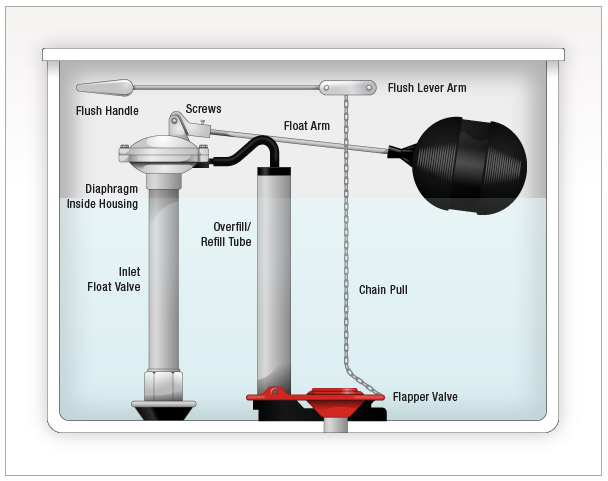 Flush Handle
Flush Lever Arm
Screws
Float Arm
Diaphragm
Inside Housing
Overfill/
Refill Tube
Inlet
Float Valve
Chain Pull
Flapper Valve